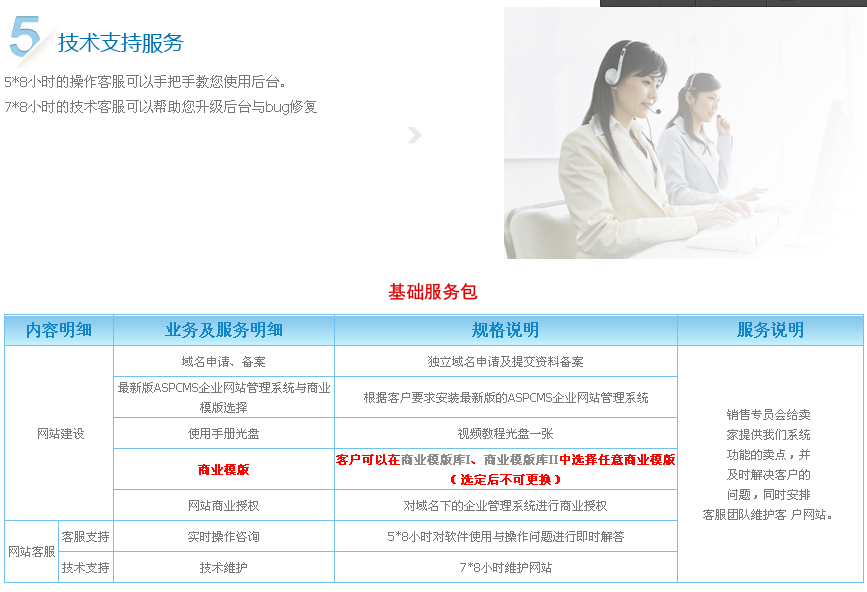 5
技术支持服务
5*8小时的操作客服可以手把手教您使用后台。
7*8小时的技术客服可以帮助您升级后台与bug修复
基础服务包
内容明细 业务及服务明细 规格说明 服务说明
网站建设
域名申请、备案 独立域名申请及提交资料备案
最新版ASPCMS企业网站管理系统与商业
模版选择
根据客户要求安装最新版的ASPCMS企业网站管理系统
使用手册光盘 视频教程光盘一张
商业模版
客户可以在商业模版库I、商业模版库II中选择任意商业模版
（选定后不可更换）
网站商业授权 对域名下的企业管理系统进行商业授权
网站客服
客服支持 实时操作咨询 5*8小时对软件使用与操作问题进行即时解答
技术支持 技术维护 7*8小时维护网站
销售专员会给卖
家提供我们系统
功能的卖点，并
及时解决客户的
问题，同时安排
客服团队维护客 户网站。